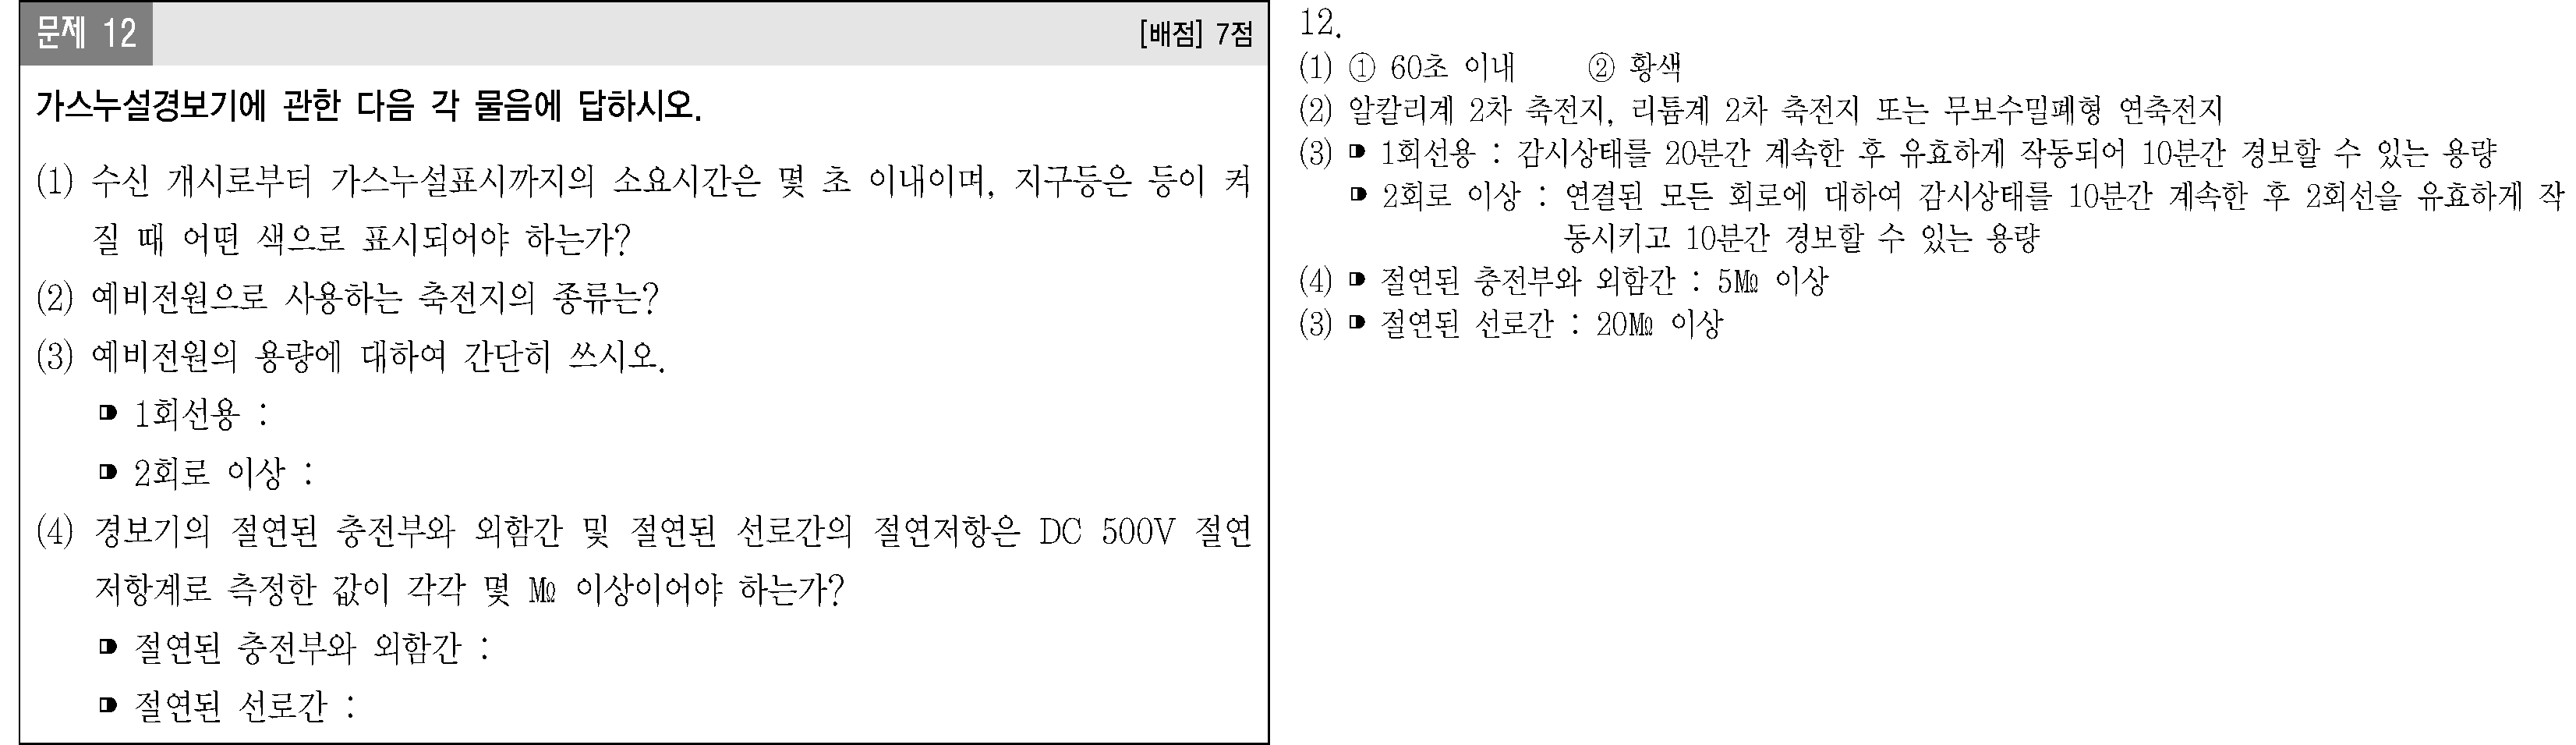 문제 12
[배점] 7점
가스누설경보기에 관한 다음 각 물음에 답하시오.
(1) 수신 개시로부터 가스누설표시까지의 소요시간은 몇 초 이내이며, 지구등은 등이 켜
질 때 어떤 색으로 표시되어야 하는가?
(2) 예비전원으로 사용하는 축전지의 종류는?
(3) 예비전원의 용량에 대하여 간단히 쓰시오.
1회선용 :
2회로 이상 :
(4) 경보기의 절연된 충전부와 외함간 및 절연된 선로간의 절연저항은 DC 500V 절연
저항계로 측정한 값이 각각 몇 ㏁ 이상이어야 하는가?
절연된 충전부와 외함간 :
절연된 선로간 :
12.
(1) ① 60초 이내 ② 황색
(2) 알칼리계 2차 축전지, 리튬계 2차 축전지 또는 무보수밀폐형 연축전지
(3) 1회선용 : 감시상태를 20분간 계속한 후 유효하게 작동되어 10분간 경보할 수 있는 용량
2회로 이상 : 연결된 모든 회로에 대하여 감시상태를 10분간 계속한 후 2회선을 유효하게 작
동시키고 10분간 경보할 수 있는 용량
(4) 절연된 충전부와 외함간 : 5㏁ 이상
(3) 절연된 선로간 : 20㏁ 이상